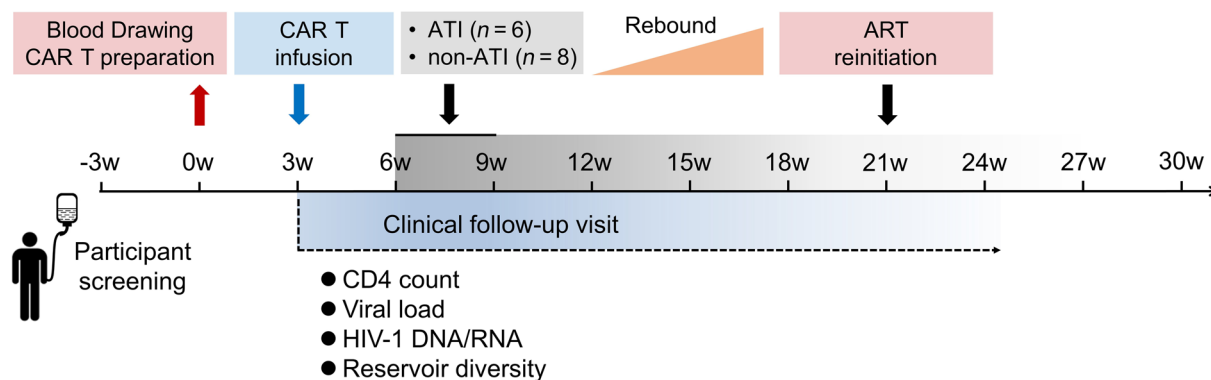 Blood Drawing
CAR T preparation
CAR T
infusion
• ATI (n = 6)
• non-ATI (n = 8)
Rebound
ART
reinitiation
-3w 0w 3w 6w 9w 12w 15w 18w 21w 24w 27w 30w
Participant
screening
Clinical follow-up visit
● CD4 count
● Viral load
● HIV-1 DNA/RNA
● Reservoir diversity